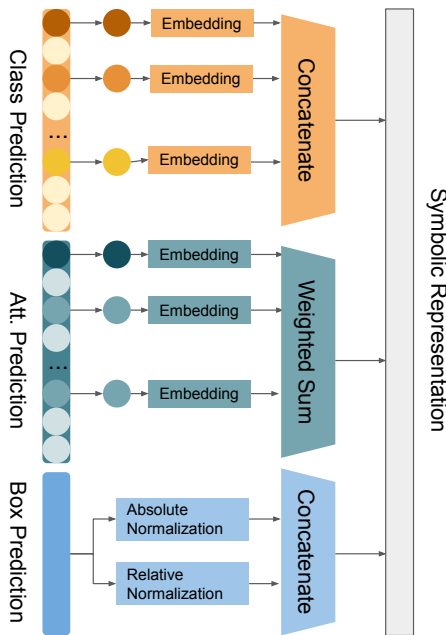 Class Prediction
...
Embedding
Embedding
Embedding
Concatenate
Att. Prediction
...
Embedding
Embedding
Embedding
Weighted Sum
Box Prediction
Absolute
Normalization
Relative
Normalization
Concatenate
Symbolic Representation